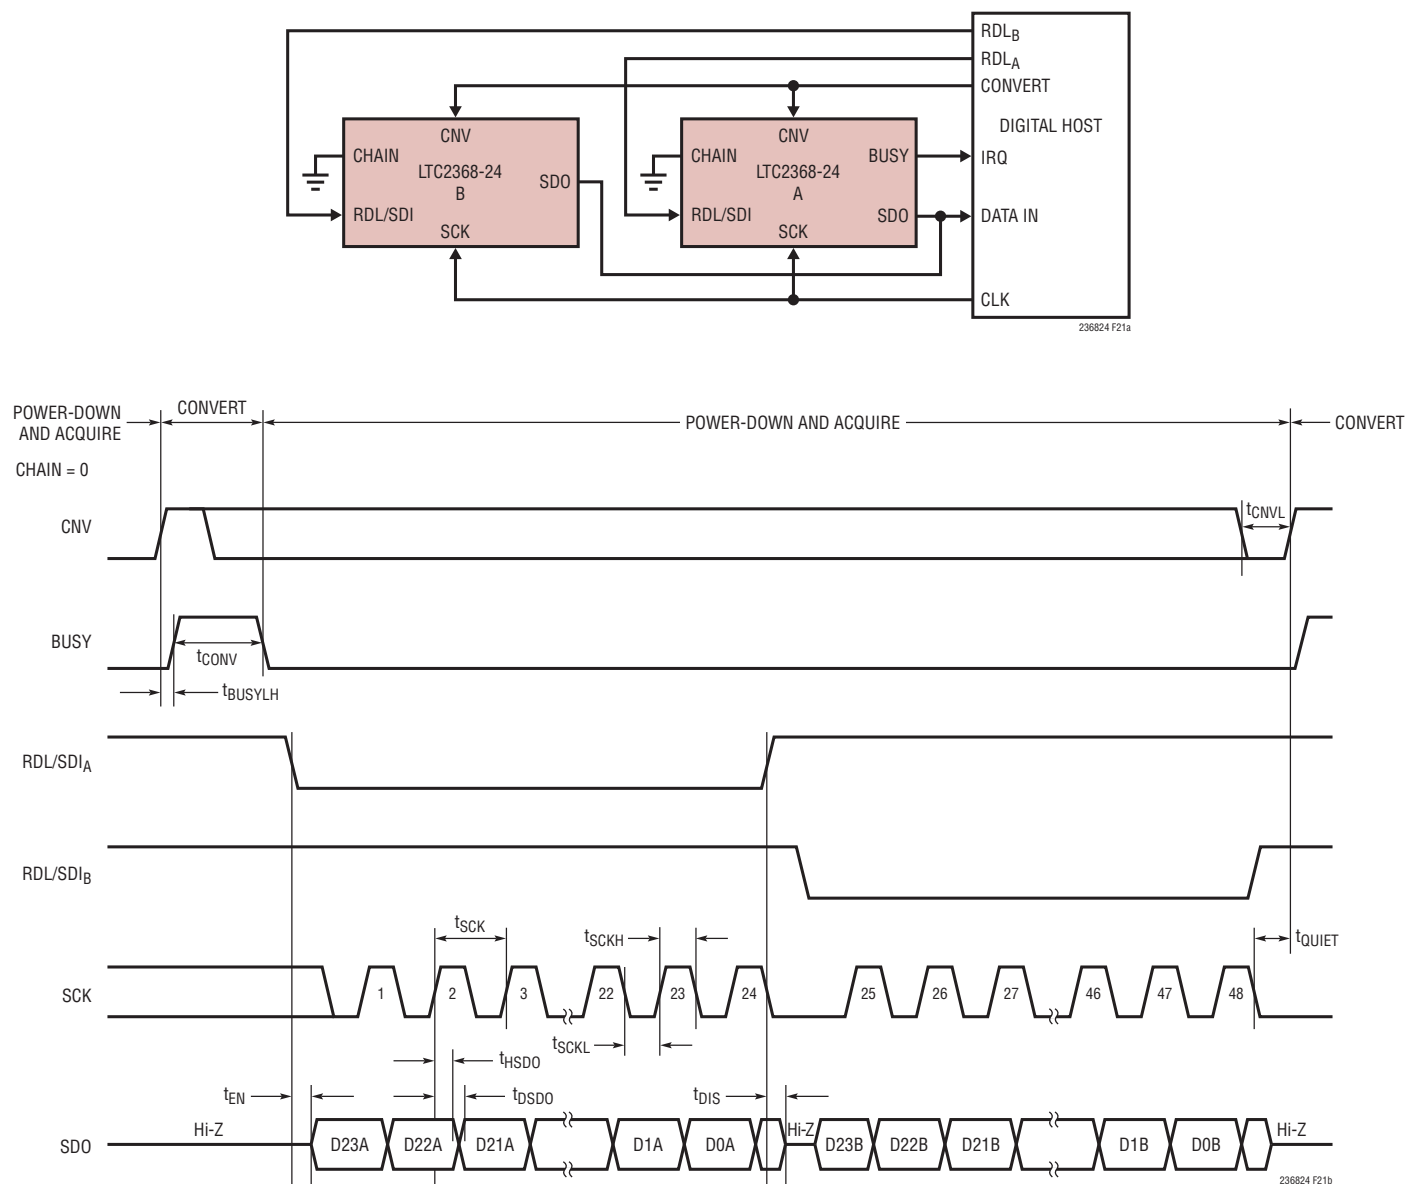 RDLB
RDLA
CONVERT
DIGITAL HOST
CNV
CNV
CHAIN
CHAIN
BUSY
IRQ
LTC2368-24
B
LTC2368-24
A
SDO
RDL/SDI
RDL/SDI
SDO
DATA IN
SCK
SCK
CLK
236824 F21a
POWER-DOWN
AND ACQUIRE
CONVERT
POWER-DOWN AND ACQUIRE
CONVERT
CHAIN = 0
CNV
tCNVL
BUSY
tCONV
tBUSYLH
RDL/SDIA
RDL/SDIB
tSCK
tSCKH
tQUIET
SCK
1
2
3
22
23
24
25
26
27
46
47
48
tSCKL
tHSDO
tEN
tDSDO
tDIS
SDO
Hi-Z
D23A
D22A
D21A
D1A
D0A
Hi-Z
D23B
D22B
D21B
D1B
D0B
Hi-Z
236824 F21b